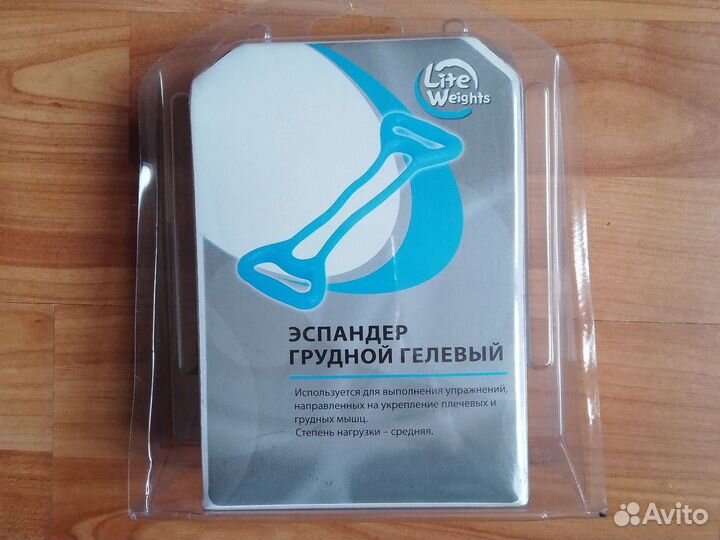 Lite
Weights
ЭСПАНДЕР
ГРУДНОЙ ГЕЛЕВЫЙ
Используется для выполнения упражнений,
направленных на укрепление плечевых и
грудных мышц.
Степень нагрузки – средняя.
Avito